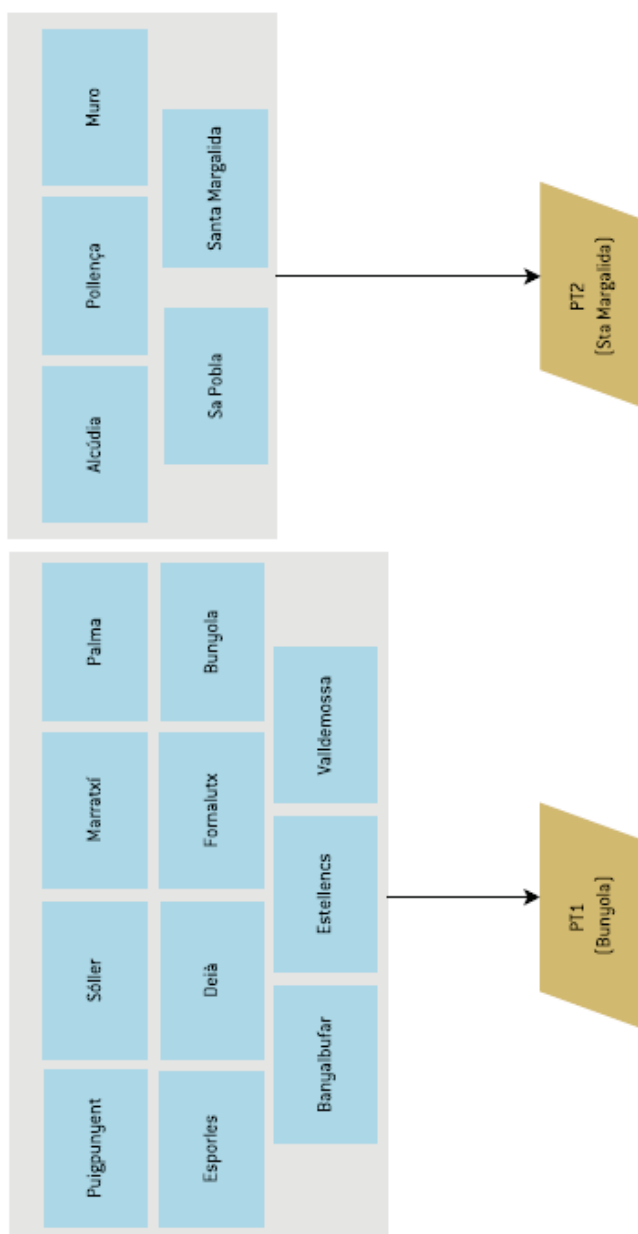 Puigpunyent
Sóller
Marratxí
Palma
Esporles
Deià
Fornalutx
Bunyola
Banyalbufar
Estellencs
Valldemossa
PT1
(Bunyola)
Alcúdia
Pollença
Muro
Sa Pobla
Santa Margalida
PT2
(Sta Margalida)